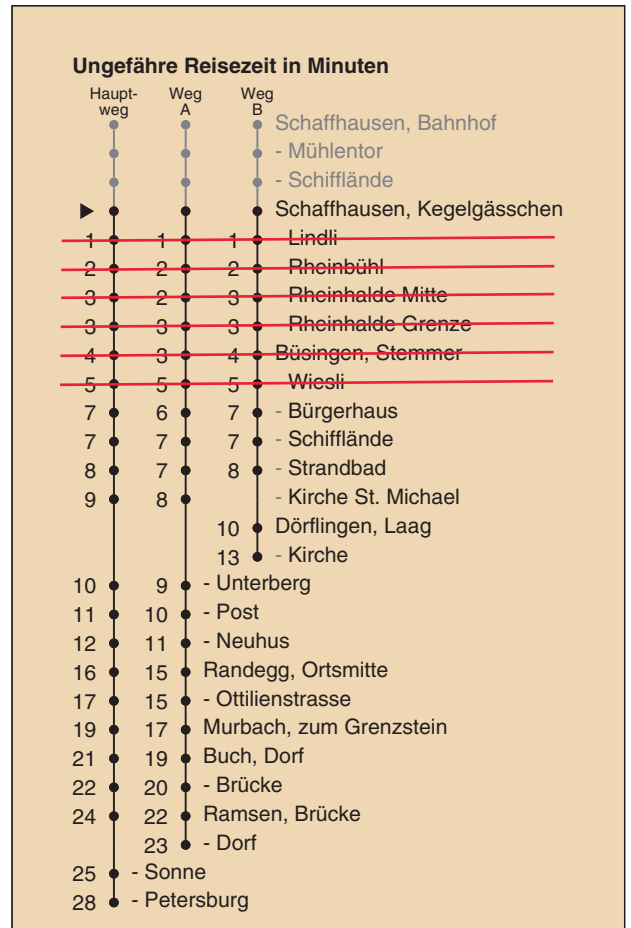 Ungefähre Reisezeit in Minuten
Haupt- Weg Weg
weg A B
Schaffhausen, Bahnhof
- Mühlentor
- Schifflände
Schaffhausen, Kegelgässchen
1 1 1 - Lindli
2 2 2 - Rheinbühl
3 2 3 - Rheinhalde Mitte
3 3 3 - Rheinhalde Grenze
4 3 4 Büsingen, Stemmer
5 5 5 - Wiesli
7 6 7 - Bürgerhaus
7 7 7 - Schifflände
8 7 8 - Strandbad
9 8 - Kirche St. Michael
10 Dörflingen, Laag
13 - Kirche
10 9 - Unterberg
11 10 - Post
12 11 - Neuhus
16 15 Randegg, Ortsmitte
17 15 - Ottilienstrasse
19 17 Murbach, zum Grenzstein
21 19 Buch, Dorf
22 20 - Brücke
24 22 Ramsen, Brücke
23 - Dorf
25 - Sonne
28 - Petersburg